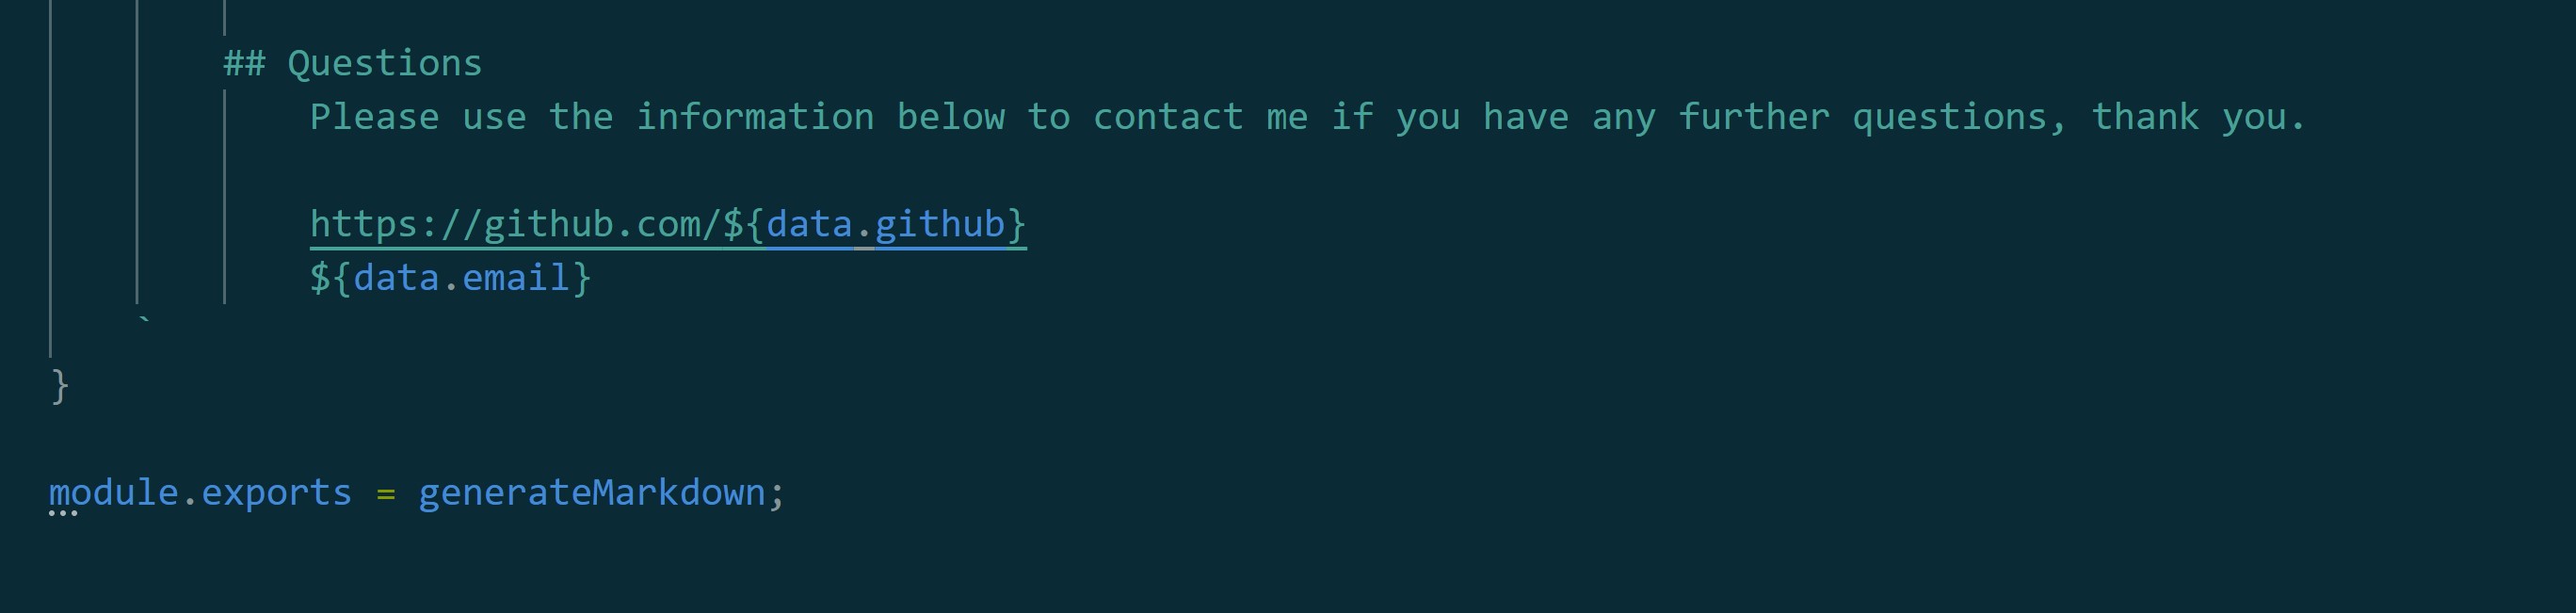 ## Questions
Please use the information below to contact me if you have any further questions, thank you.
https://github.com/${data.github}
${data.email}
`
}
module.exports = generateMarkdown;